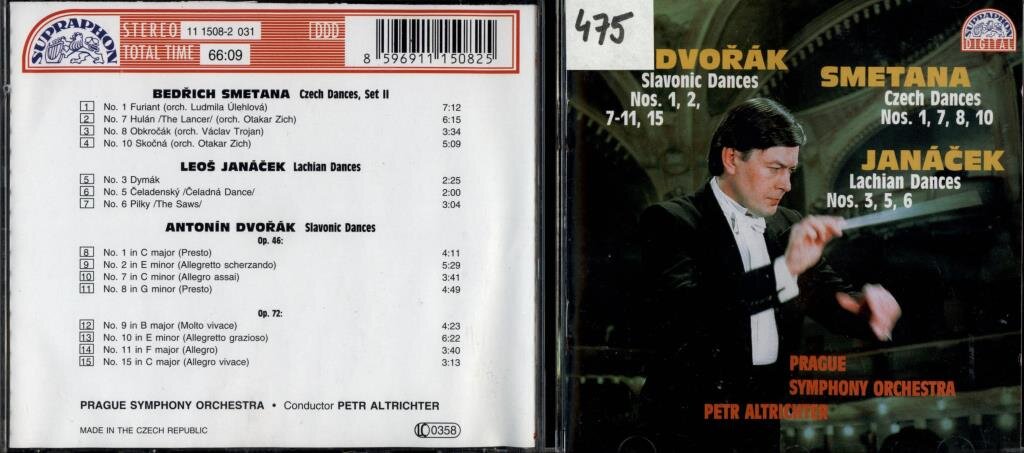 SUPRAPHON
STEREO 11 1508-2 031 DDD
TOTAL TIME 66:09
8 596911 150825
BEDŘICH SMETANA Czech Dances, Set II
1 No. 1 Furiant (orch. Ludmila Úlehlová) 7:12
2 No. 7 Hulán /The Lancer/ (orch. Otakar Zich) 6:15
3 No. 8 Obkročák (orch. Václav Trojan) 3:34
4 No. 10 Skočná (orch. Otakar Zich) 5:09
LEOŠ JANÁČEK Lachian Dances
5 No. 3 Dymák 2:25
6 No. 5 Čeladenský /Čeladná Dance/ 2:00
7 No. 6 Pilky /The Saws/ 3:04
ANTONÍN DVOŘÁK Slavonic Dances
Op. 46:
8 No. 1 in C major (Presto) 4:11
9 No. 2 in E minor (Allegretto scherzando) 5:29
10 No. 7 in C minor (Allegro assai) 3:41
11 No. 8 in G minor (Presto) 4:49
Op. 72:
12 No. 9 in B major (Molto vivace) 4:23
13 No. 10 in E minor (Allegretto grazioso) 6:22
14 No. 11 in F major (Allegro) 3:40
15 No. 15 in C major (Allegro vivace) 3:13
PRAGUE SYMPHONY ORCHESTRA • Conductor PETR ALTRICHTER
MADE IN THE CZECH REPUBLIC
LC 0358
475
SUPRAPHON
DIGITAL
DVOŘÁK
Slavonic Dances
Nos. 1, 2,
7-11, 15
SMETANA
Czech Dances
Nos. 1, 7, 8, 10
JANÁČEK
Lachian Dances
Nos. 3, 5, 6
PRAGUE
SYMPHONY ORCHESTRA
PETR ALTRICHTER